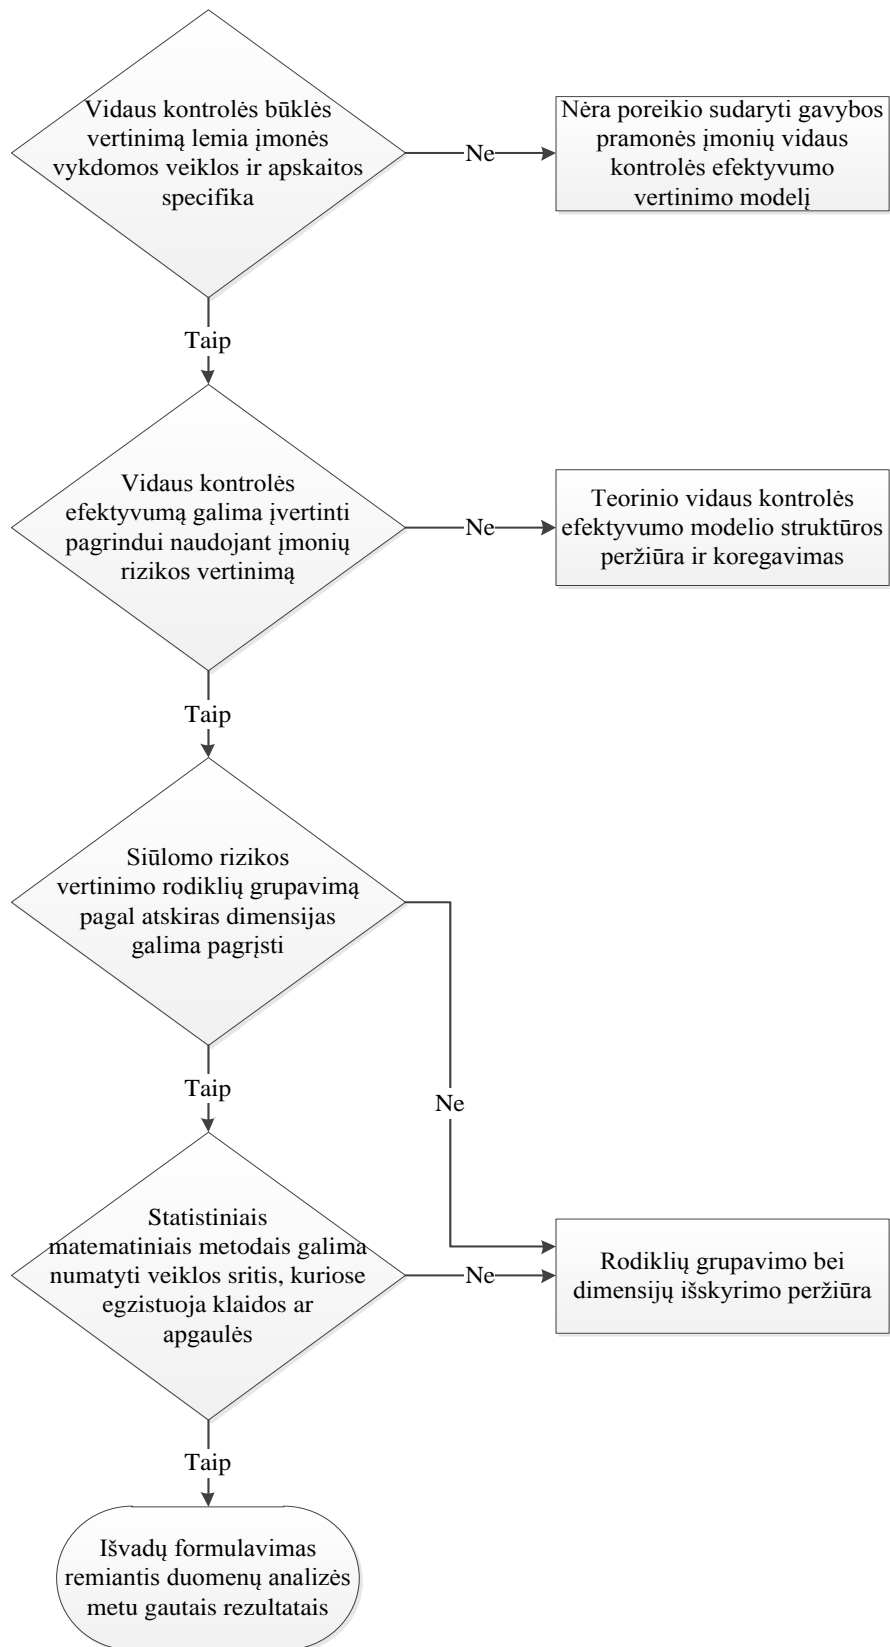 Vidaus kontrolės būklės
vertinimą lemia įmonės
vykdomos veiklos ir apskaitos
specifika
Ne
Nėra poreikio sudaryti gavybos
pramonės įmonių vidaus
kontrolės efektyvumo
vertinimo modelį
Taip
Vidaus kontrolės
efektyvumą galima įvertinti
pagrindui naudojant įmonių
rizikos vertinimą
Ne
Teorinio vidaus kontrolės
efektyvumo modelio struktūros
peržiūra ir koregavimas
Taip
Siūlomo rizikos
vertinimo rodiklių grupavimą
pagal atskiras dimensijas
galima pagrįsti
Taip
Ne
Statistiniais
matematiniais metodais galima
numatyti veiklos sritis, kuriose
egzistuoja klaidos ar
apgaulės
Ne
Rodiklių grupavimo bei
dimensijų išskyrimo peržiūra
Taip
Išvadų formulavimas
remiantis duomenų analizės
metu gautais rezultatais